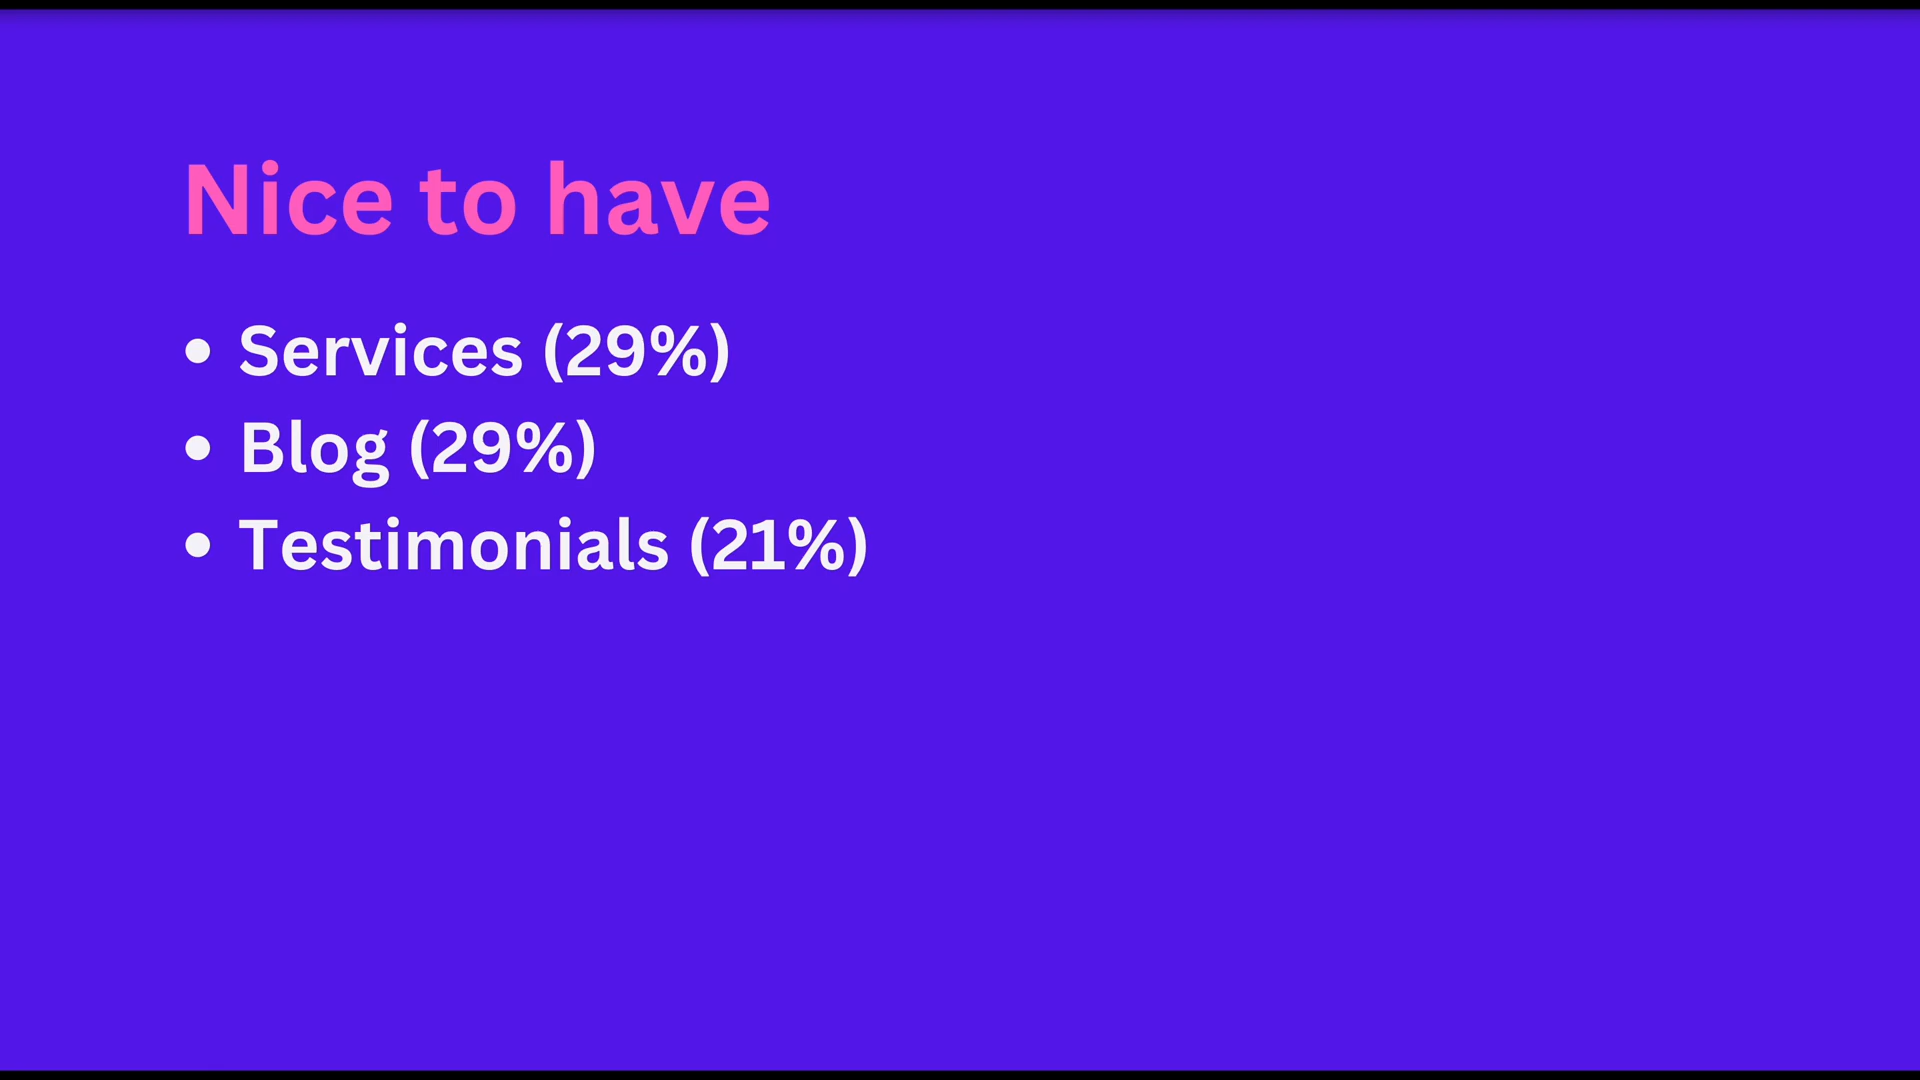 Nice to have
• Services (29%)
• Blog (29%)
• Testimonials (21%)